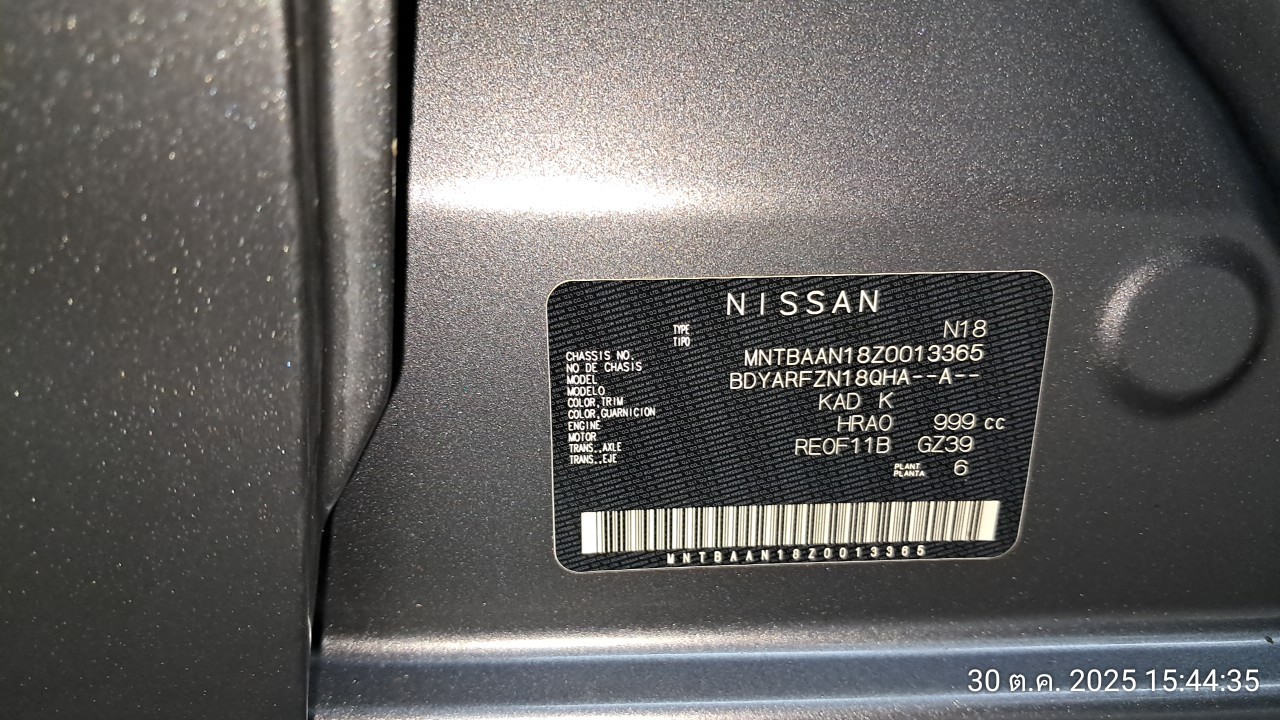 NISSAN
TYPE
TIPO N18
CHASSIS NO. MNTBAAN18Z0013365
NO DE CHASIS
MODEL BDYARFZN18QHA--A--
MODELO
COLOR,TRIM KAD K
COLOR,GUARNICION
ENGINE HRA0 999 cc
MOTOR
TRANS.,AXLE RE0F11B GZ39
TRANS.,EJE
PLANT
PLANTA 6
MNTBAAN18Z0013365
30 ต.ค. 2025 15:44:35